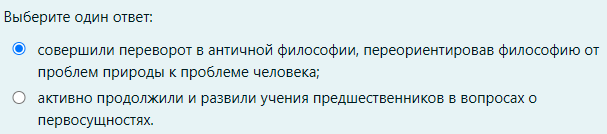 Выберите один ответ:
совершили переворот в античной философии, переориентировав философию от
проблем природы к проблеме человека;
активно продолжили и развили учения предшественников в вопросах о
первосущностях.